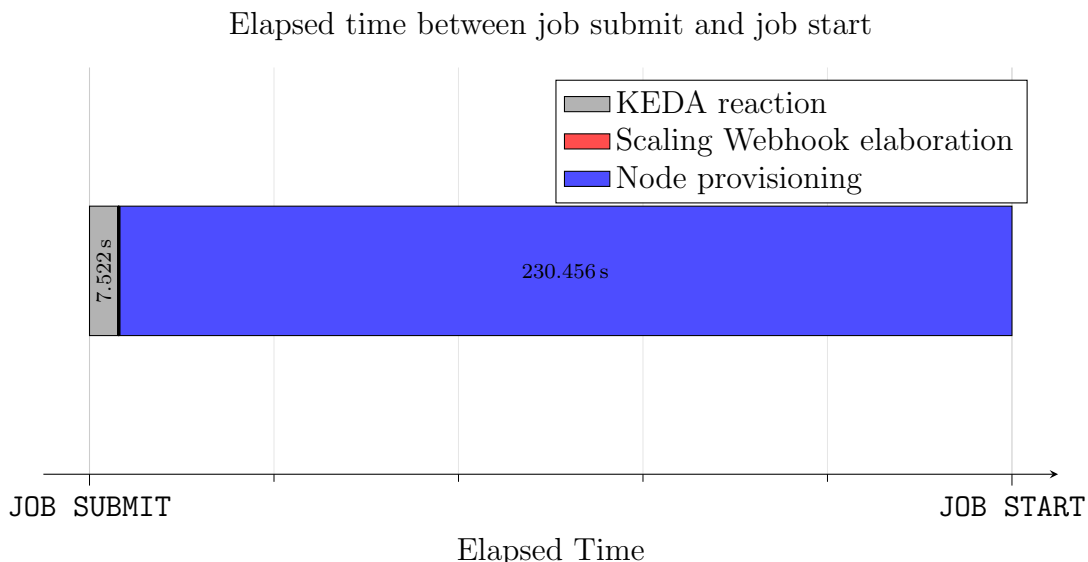 Elapsed time between job submit and job start
KEDA reaction
Scaling Webhook elaboration
Node provisioning
7.522 s
230.456 s
JOB SUBMIT
JOB START
Elapsed Time